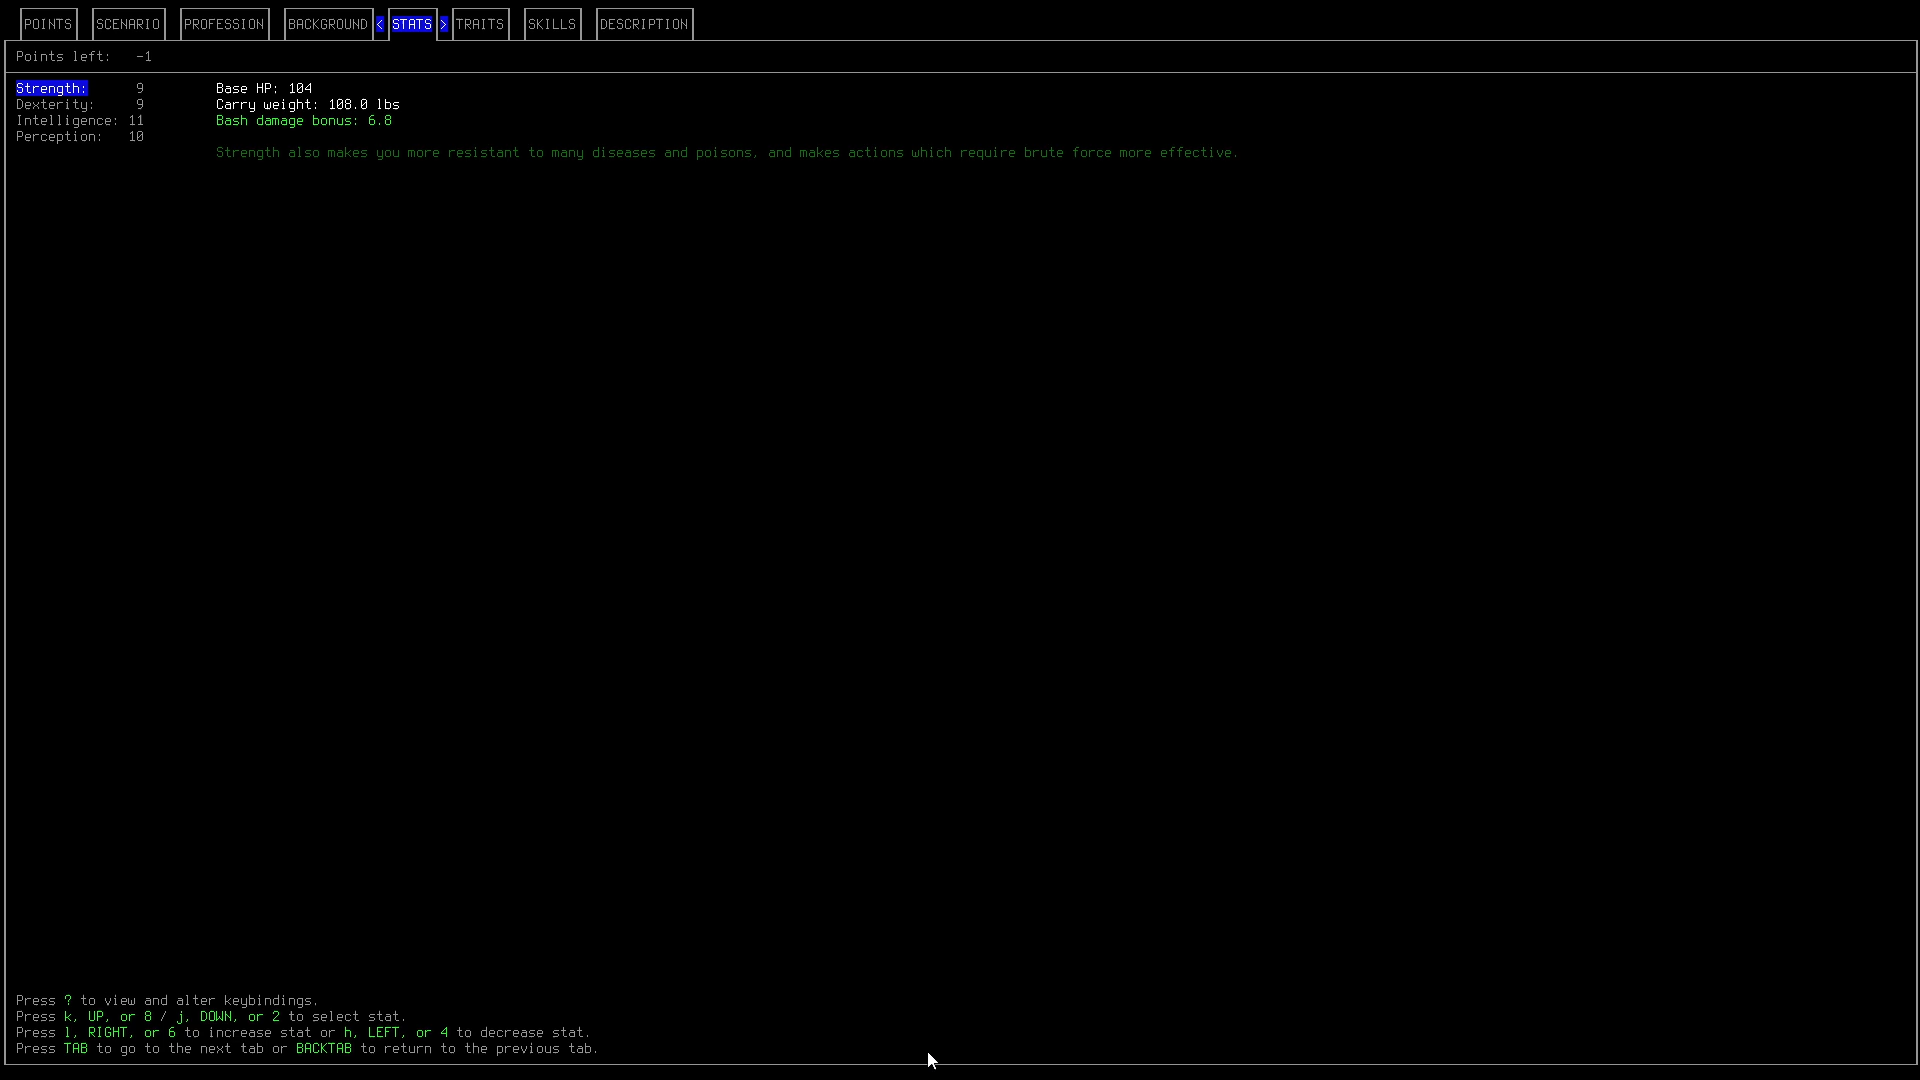 POINTS SCENARIO PROFESSION BACKGROUND < STATS > TRAITS SKILLS DESCRIPTION
Points left: -1
Strength: 9 Base HP: 104
Dexterity: 9 Carry weight: 108.0 lbs
Intelligence: 11 Bash damage bonus: 6.8
Perception: 10
Strength also makes you more resistant to many diseases and poisons, and makes actions which require brute force more effective.
Press ? to view and alter keybindings.
Press k, UP, or 8 / j, DOWN, or 2 to select stat.
Press l, RIGHT, or 6 to increase stat or h, LEFT, or 4 to decrease stat.
Press TAB to go to the next tab or BACKTAB to return to the previous tab.